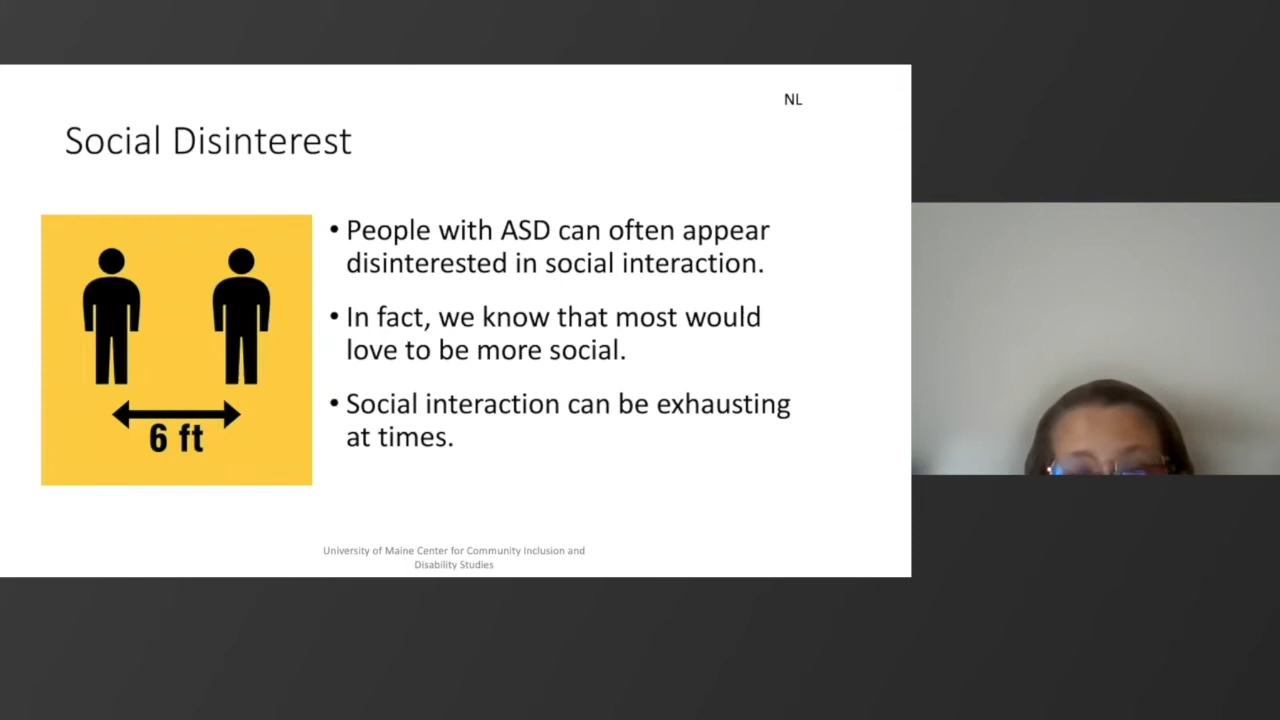 NL
Social Disinterest
• People with ASD can often appear
disinterested in social interaction.
• In fact, we know that most would
love to be more social.
• Social interaction can be exhausting
at times.
6 ft
University of Maine Center for Community Inclusion and
Disability Studies